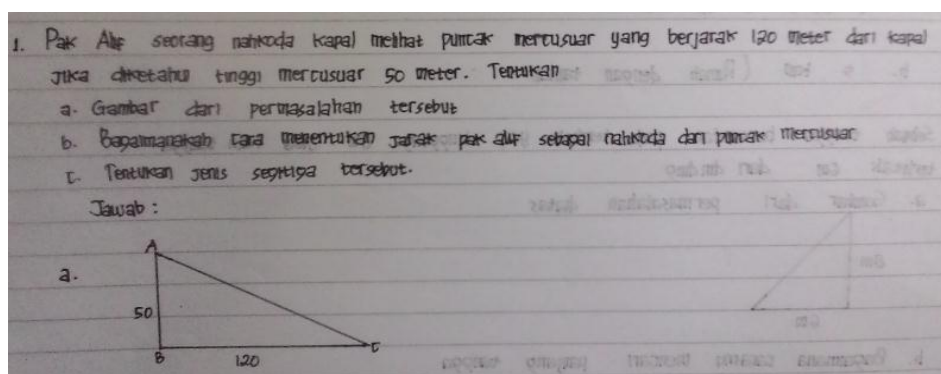 1. Pak Alif seorang nahkoda kapal melihat puncak mercusuar yang berjarak 120 meter dari kapal
Jika diketahui tinggi mercusuar 50 meter. Tentukan
a. Gambar dari permasalahan tersebut
b. Bagaimanakah cara menentukan jarak pak alif sebagai nahkoda dari puncak mercusuar
c. Tentukan jenis segitiga tersebut.
Jawab :
a.
A
50
B 120 C